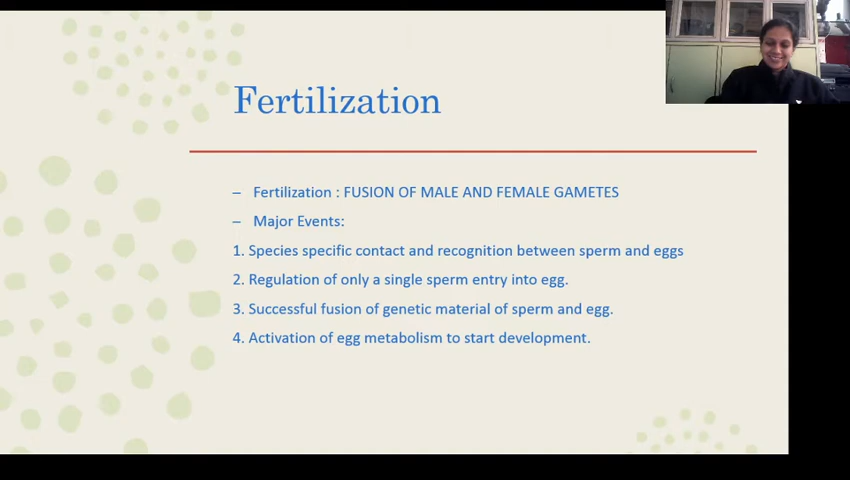 Fertilization
– Fertilization : FUSION OF MALE AND FEMALE GAMETES
– Major Events:
1. Species specific contact and recognition between sperm and eggs
2. Regulation of only a single sperm entry into egg.
3. Successful fusion of genetic material of sperm and egg.
4. Activation of egg metabolism to start development.